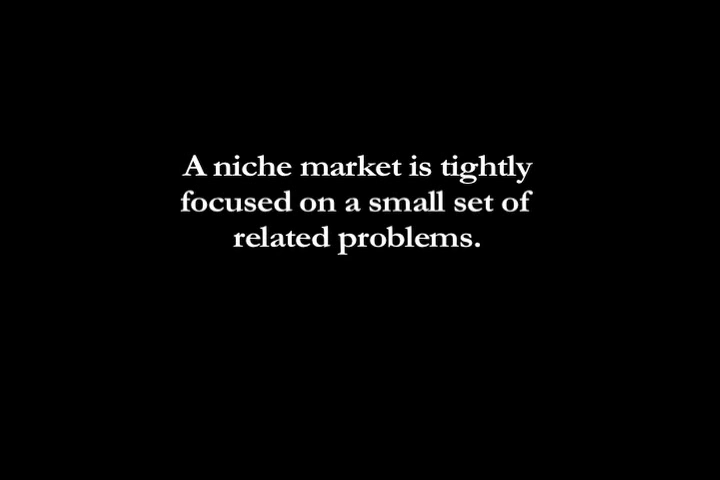 A niche market is tightly
focused on a small set of
related problems.